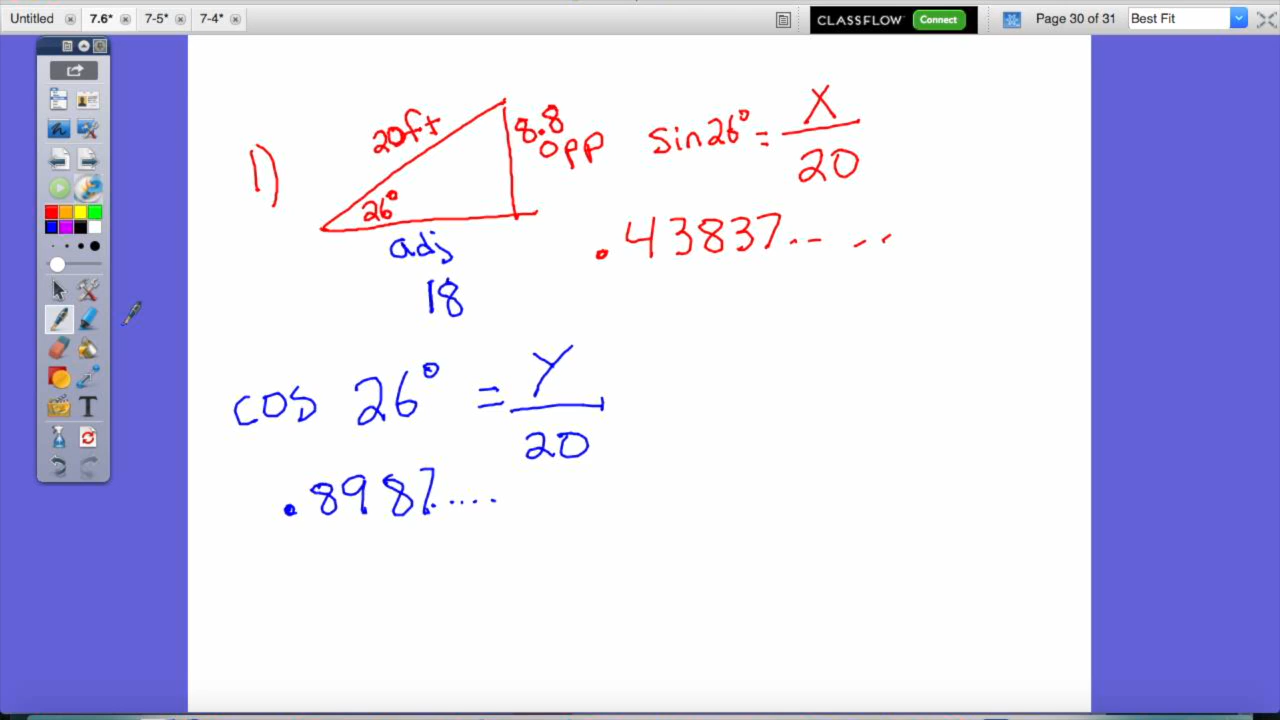 Untitled 7.6* 7-5* 7-4* CLASSFLOW Connect Page 30 of 31 Best Fit
1)
20ft
8.8
opp
26°
adj
18
sin26° = X/20
.43837-- --
cos 26° = Y/20
.8987....
T